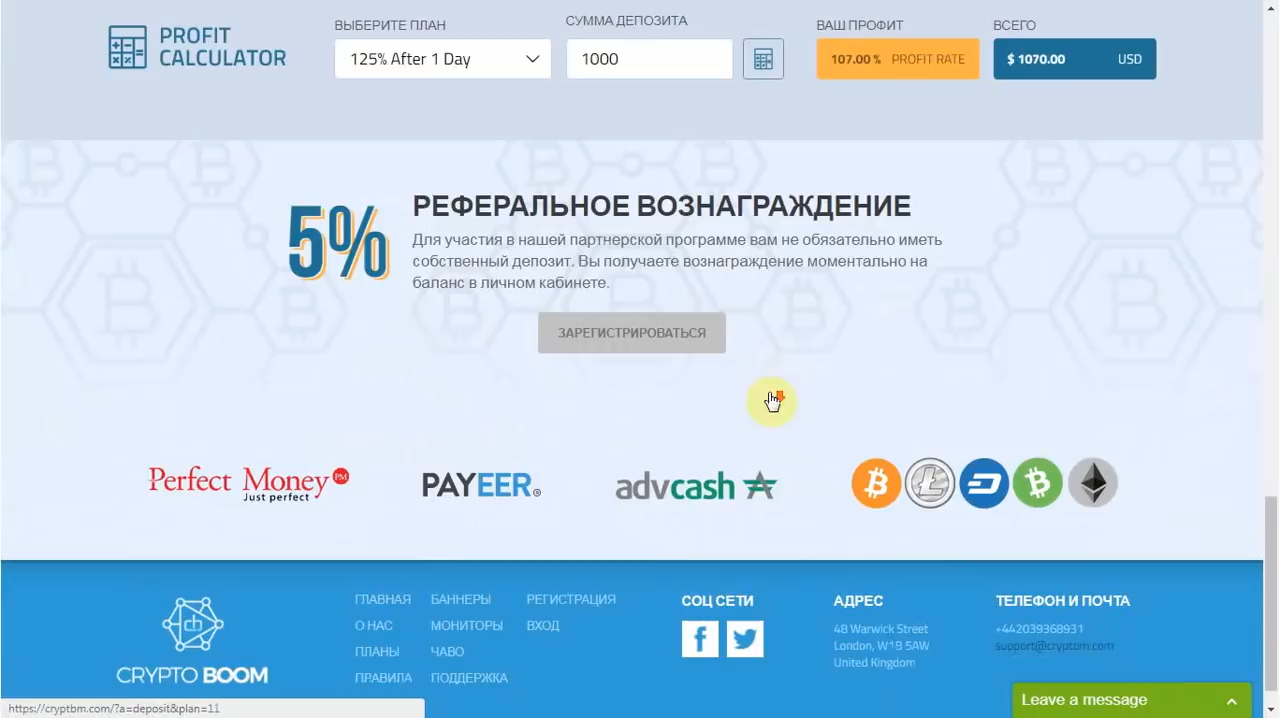 PROFIT
CALCULATOR
ВЫБЕРИТЕ ПЛАН
125% After 1 Day
СУММА ДЕПОЗИТА
1000
ВАШ ПРОФИТ
107.00 % PROFIT RATE
ВСЕГО
$ 1070.00 USD
5%
РЕФЕРАЛЬНОЕ ВОЗНАГРАЖДЕНИЕ
Для участия в нашей партнерской программе вам не обязательно иметь
собственный депозит. Вы получаете вознаграждение моментально на
баланс в личном кабинете.
ЗАРЕГИСТРИРОВАТЬСЯ
Perfect Money PM
Just perfect
PAYEER®
advcash
CRYPTO BOOM
ГЛАВНАЯ
О НАС
ПЛАНЫ
ПРАВИЛА
БАННЕРЫ
МОНИТОРЫ
ЧАВО
ПОДДЕРЖКА
РЕГИСТРАЦИЯ
ВХОД
СОЦ СЕТИ
АДРЕС
48 Warwick Street
London, W1B 5AW
United Kingdom
ТЕЛЕФОН И ПОЧТА
+442039368931
support@cryptbm.com
Leave a message
https://cryptbm.com/?a=deposit&plan=11